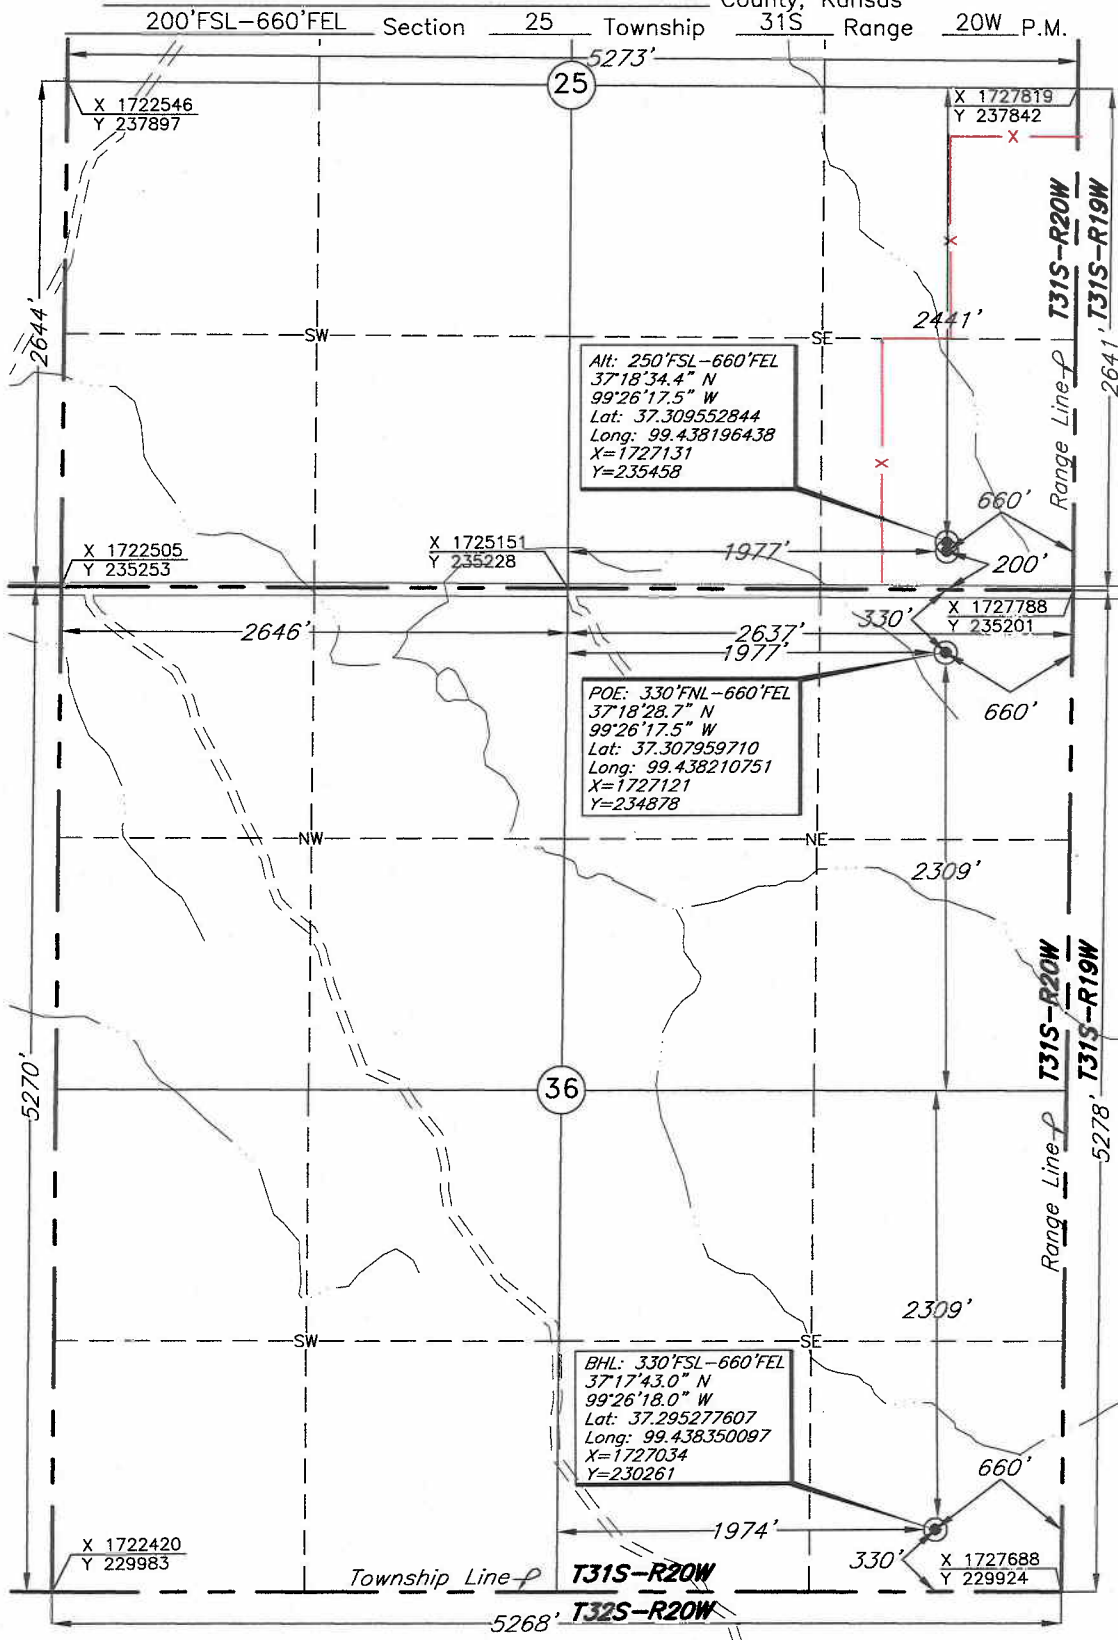 County, Kansas
200'FSL-660'FEL Section 25 Township 31S Range 20W P.M.
5273'
25
X 1722546
Y 237897
X 1727819
Y 237842
X
T31S-R20W
T31S-R19W
X
2644'
SW
SE
2441'
2641'
Range Line
Alt: 250'FSL-660'FEL
37°18'34.4" N
99°26'17.5" W
Lat: 37.309552844
Long: 99.438196438
X=1727131
Y=235458
X
660'
X 1722505
Y 235253
X 1725151
Y 235228
1977'
200'
330'
X 1727788
Y 235201
2646'
2637'
1977'
660'
POE: 330'FNL-660'FEL
37°18'28.7" N
99°26'17.5" W
Lat: 37.307959710
Long: 99.438210751
X=1727121
Y=234878
NW
NE
2309'
T31S-R20W
T31S-R19W
5270'
36
5278'
Range Line
2309'
SW
SE
BHL: 330'FSL-660'FEL
37°17'43.0" N
99°26'18.0" W
Lat: 37.295277607
Long: 99.438350097
X=1727034
Y=230261
660'
1974'
330'
X 1722420
Y 229983
X 1727688
Y 229924
Township Line
T31S-R20W
T32S-R20W
5268'